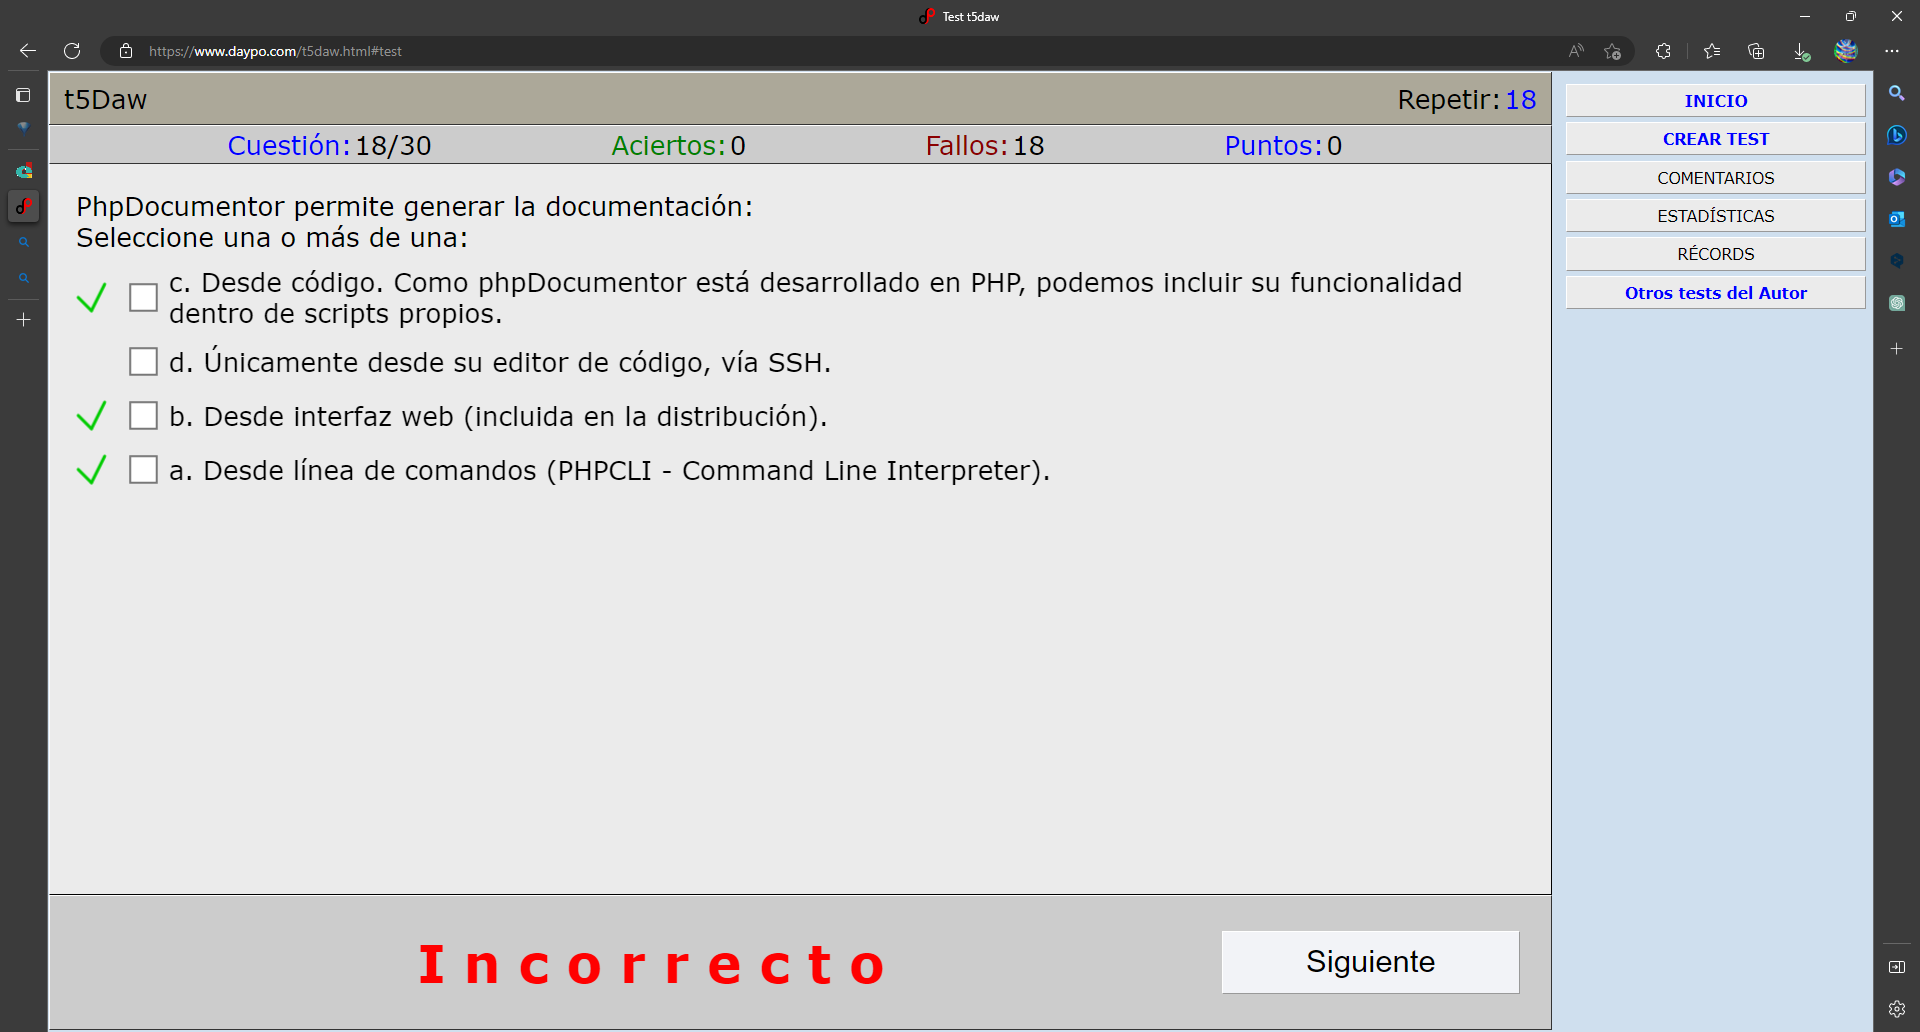 Test t5daw
https://www.daypo.com/t5daw.html#test
t5Daw
Repetir: 18
Cuestión: 18/30 Aciertos: 0 Fallos: 18 Puntos: 0
PhpDocumentor permite generar la documentación:
Seleccione una o más de una:
c. Desde código. Como phpDocumentor está desarrollado en PHP, podemos incluir su funcionalidad
dentro de scripts propios.
d. Únicamente desde su editor de código, vía SSH.
b. Desde interfaz web (incluida en la distribución).
a. Desde línea de comandos (PHPCLI - Command Line Interpreter).
Incorrecto
Siguiente
INICIO
CREAR TEST
COMENTARIOS
ESTADÍSTICAS
RÉCORDS
Otros tests del Autor